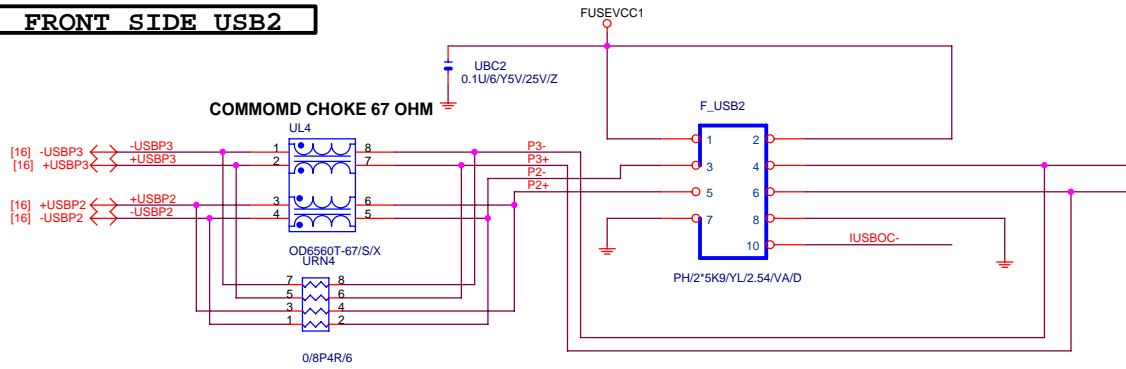 FRONT SIDE USB2
FUSEVCC1
UBC2
0.1U/6/Y5V/25V/Z
COMMOMD CHOKE 67 OHM
UL4
F_USB2
[16] -USBP3 -USBP3 1 8 P3-
[16] +USBP3 +USBP3 2 7 P3+
P2-
[16] +USBP2 +USBP2 3 6 P2+
[16] -USBP2 -USBP2 4 5
1 2
3 4
5 6
7 8
10 IUSBOC-
OD6560T-67/S/X
URN4
PH/2*5K9/YL/2.54/VA/D
7 8
5 6
3 4
1 2
0/8P4R/6